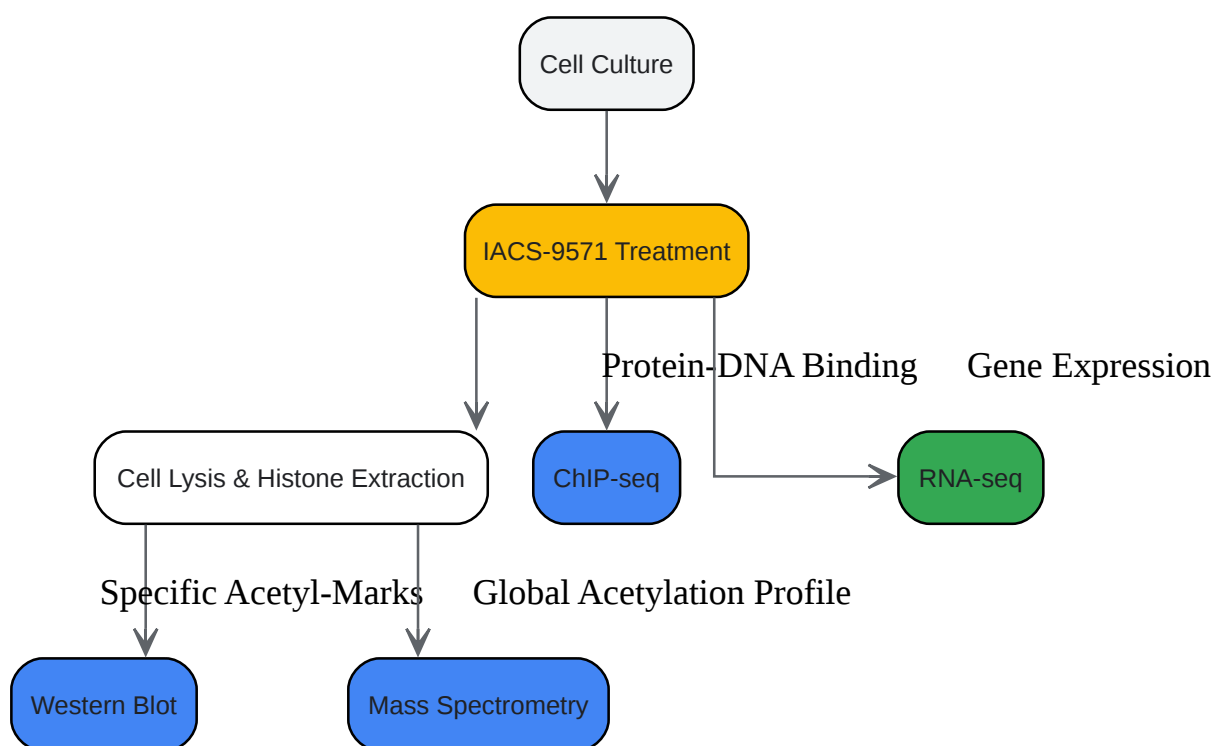 Cell Culture
IACS-9571 Treatment
Protein-DNA Binding
Gene Expression
Cell Lysis & Histone Extraction
ChIP-seq
RNA-seq
Specific Acetyl-Marks
Global Acetylation Profile
Western Blot
Mass Spectrometry